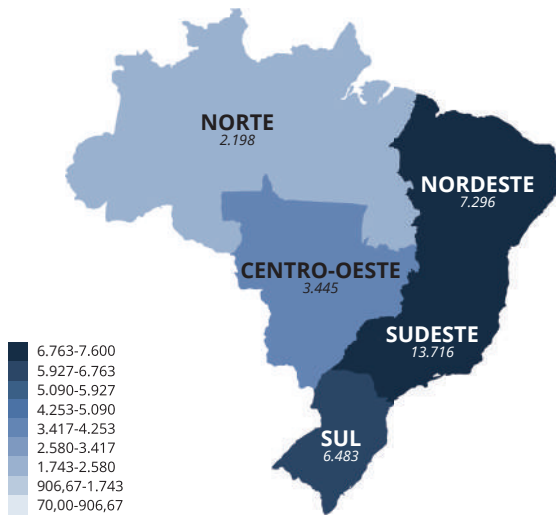 NORTE
2.198
NORDESTE
7.296
CENTRO-OESTE
3.445
SUDESTE
13.716
SUL
6.483
6.763-7.600
5.927-6.763
5.090-5.927
4.253-5.090
3.417-4.253
2.580-3.417
1.743-2.580
906,67-1.743
70,00-906,67